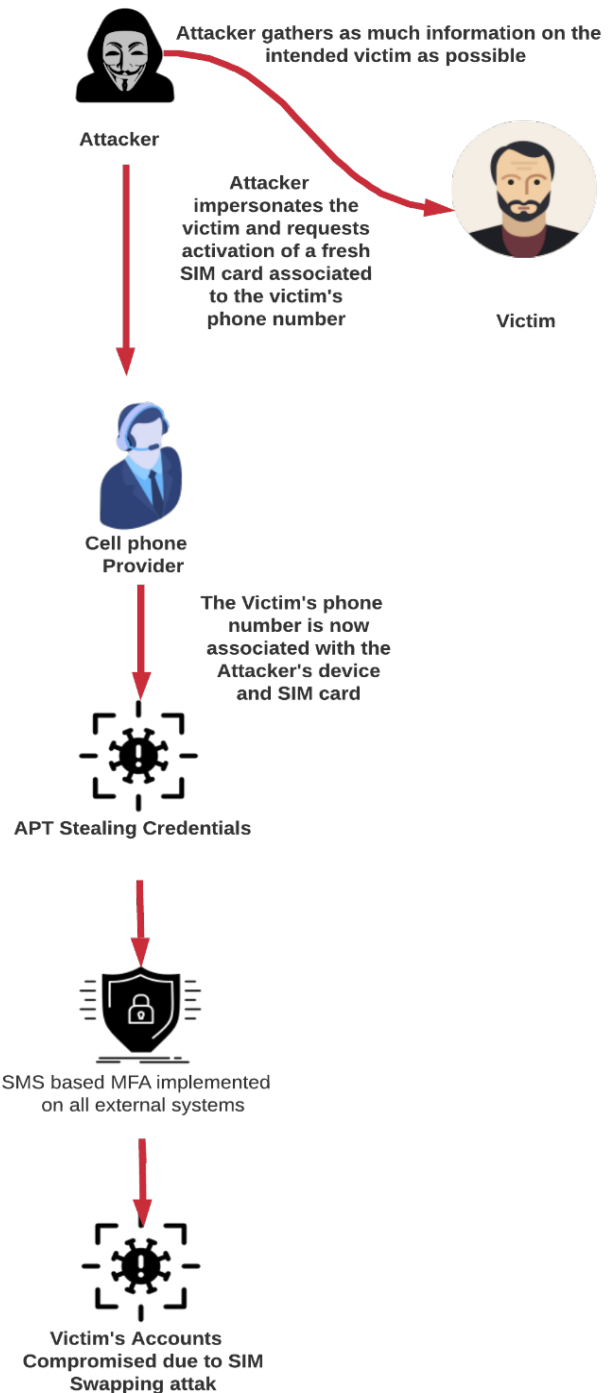 Attacker gathers as much information on the
intended victim as possible
Attacker
Attacker
impersonates the
victim and requests
activation of a fresh
SIM card associated
to the victim's
phone number
Victim
Cell phone
Provider
The Victim's phone
number is now
associated with the
Attacker's device
and SIM card
APT Stealing Credentials
SMS based MFA implemented
on all external systems
Victim's Accounts
Compromised due to SIM
Swapping attak